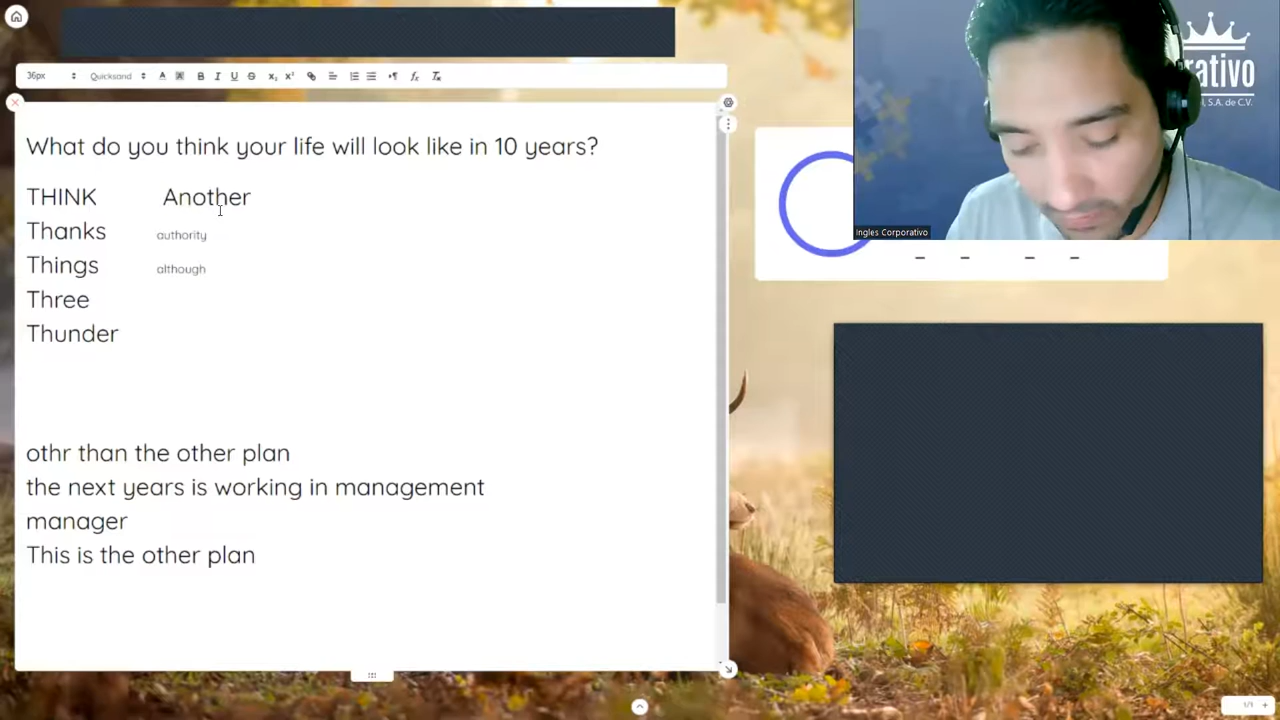 36px Quicksand
What do you think your life will look like in 10 years?
THINK Another
Thanks authority
Things although
Three
Thunder
othr than the other plan
the next years is working in management
manager
This is the other plan
rativo
l, S.A. de C.V.
Ingles Corporativo
1/1